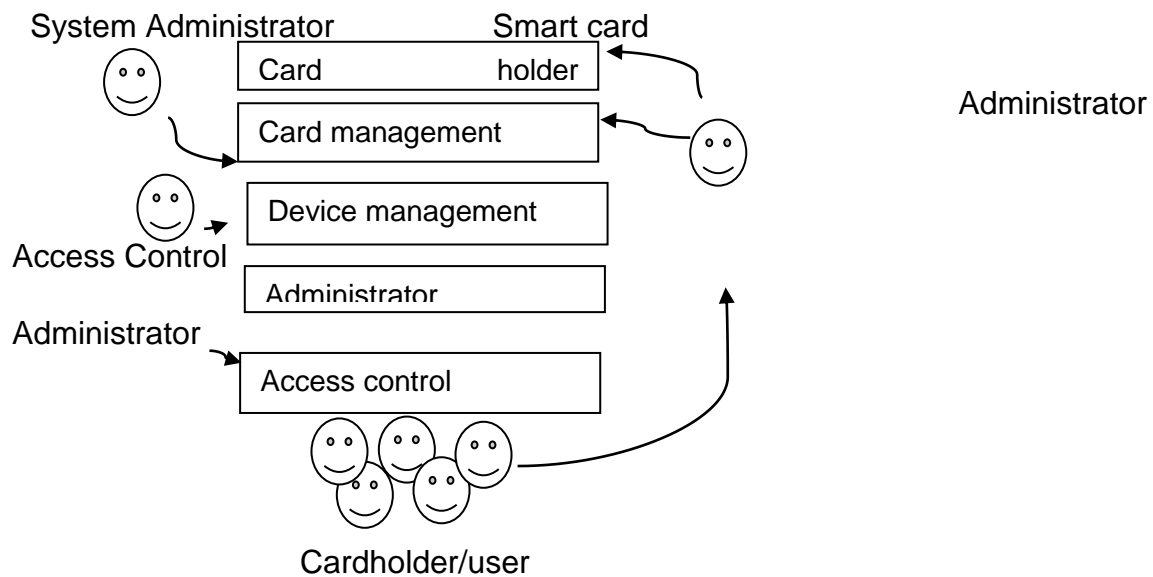 System Administrator Smart card
Card holder
Administrator
Card management
Device management
Access Control
Administrator
Administrator
Access control
Cardholder/user